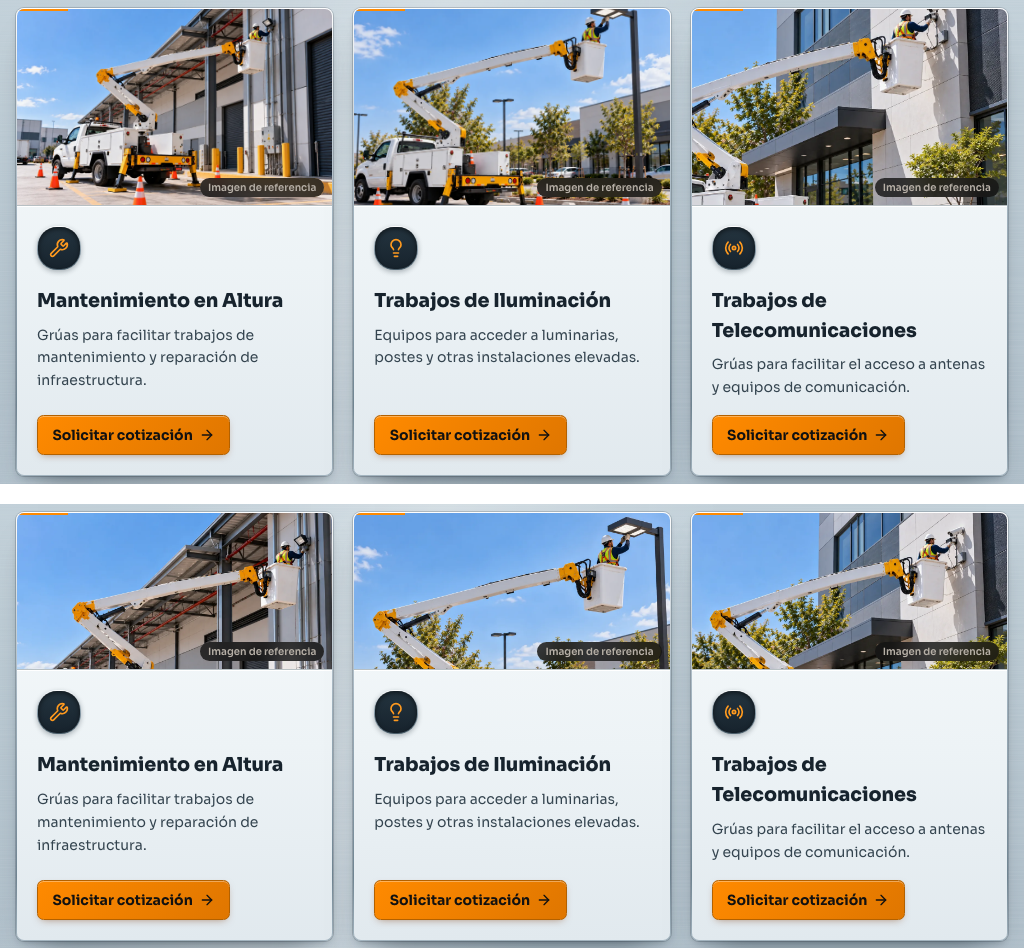 Imagen de referencia
Imagen de referencia
Imagen de referencia
Mantenimiento en Altura
Grúas para facilitar trabajos de
mantenimiento y reparación de
infraestructura.
Solicitar cotización →
Trabajos de Iluminación
Equipos para acceder a luminarias,
postes y otras instalaciones elevadas.
Solicitar cotización →
Trabajos de
Telecomunicaciones
Grúas para facilitar el acceso a antenas
y equipos de comunicación.
Solicitar cotización →
Imagen de referencia
Imagen de referencia
Imagen de referencia
Mantenimiento en Altura
Grúas para facilitar trabajos de
mantenimiento y reparación de
infraestructura.
Solicitar cotización →
Trabajos de Iluminación
Equipos para acceder a luminarias,
postes y otras instalaciones elevadas.
Solicitar cotización →
Trabajos de
Telecomunicaciones
Grúas para facilitar el acceso a antenas
y equipos de comunicación.
Solicitar cotización →